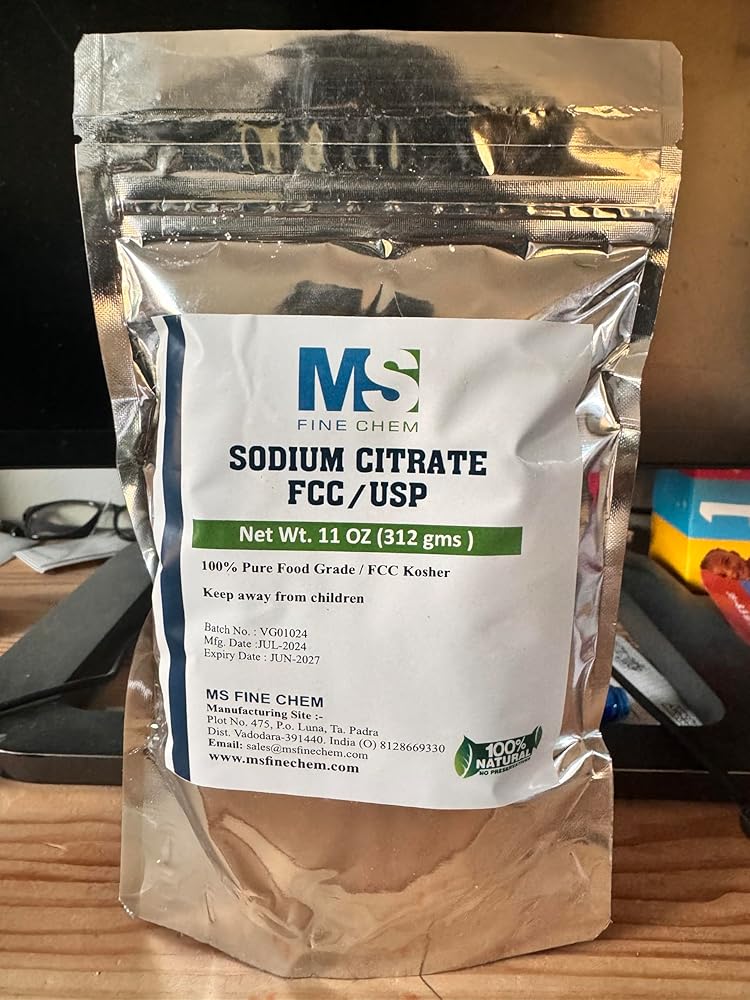 MS
FINE CHEM
SODIUM CITRATE
FCC/USP
Net Wt. 11 OZ (312 gms )
100% Pure Food Grade / FCC Kosher
Keep away from children
Batch No. : VG01024
Mfg. Date :JUL-2024
Expiry Date : JUN-2027
MS FINE CHEM
Manufacturing Site :-
Plot No. 475, P.o. Luna, Ta. Padra
Dist. Vadodara-391440. India (O) 8128669330
Email: sales@msfinechem.com
www.msfinechem.com
100%
NATURAL
NO PRESERVATIVES
1